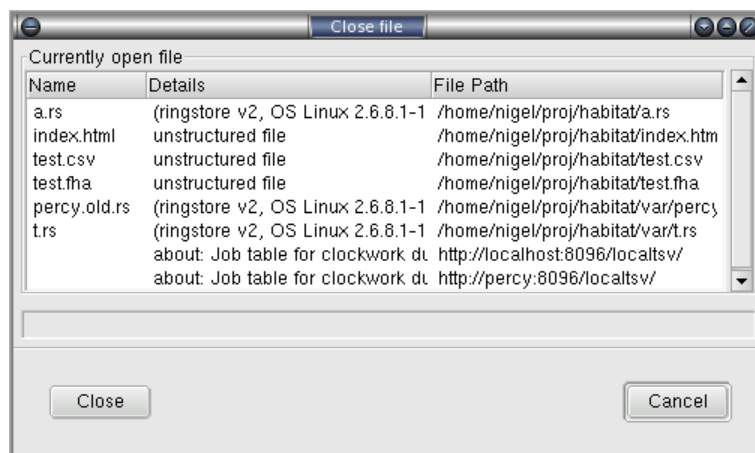 Close file
Currently open file
Name Details File Path
a.rs (ringstore v2, OS Linux 2.6.8.1-1 /home/nigel/proj/habitat/a.rs
index.html unstructured file /home/nigel/proj/habitat/index.htm
test.csv unstructured file /home/nigel/proj/habitat/test.csv
test.fha unstructured file /home/nigel/proj/habitat/test.fha
percy.old.rs (ringstore v2, OS Linux 2.6.8.1-1 /home/nigel/proj/habitat/var/percy
t.rs (ringstore v2, OS Linux 2.6.8.1-1 /home/nigel/proj/habitat/var/t.rs
about: Job table for clockwork du http://localhost:8096/localtsv/
about: Job table for clockwork du http://percy:8096/localtsv/
Close Cancel